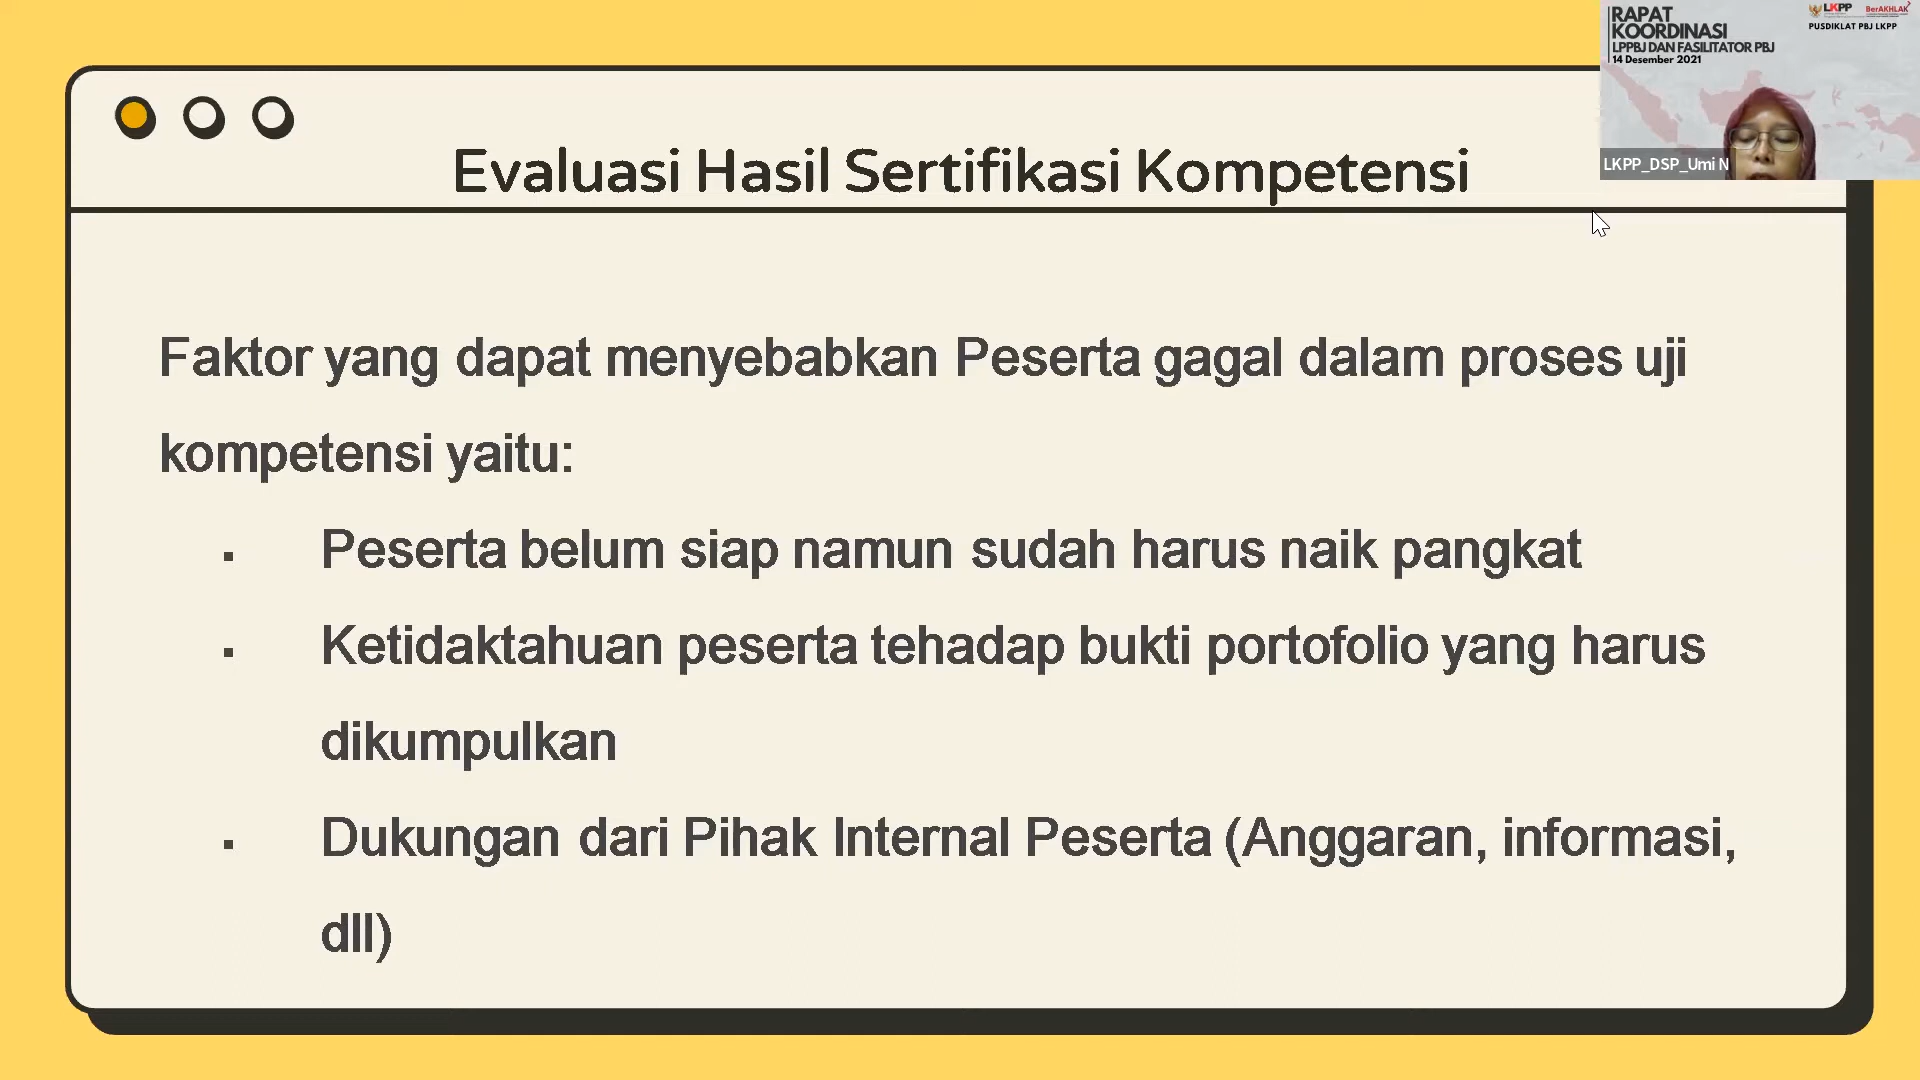 RAPAT
KOORDINASI
LPPBJ DAN FASILITATOR PBJ
14 Desember 2021
LKPP
BerAKHLAK
PUSDIKLAT PBJ LKPP
LKPP_DSP_Umi N
Evaluasi Hasil Sertifikasi Kompetensi
Faktor yang dapat menyebabkan Peserta gagal dalam proses uji
kompetensi yaitu:
▪ Peserta belum siap namun sudah harus naik pangkat
▪ Ketidaktahuan peserta tehadap bukti portofolio yang harus
dikumpulkan
▪ Dukungan dari Pihak Internal Peserta (Anggaran, informasi,
dll)